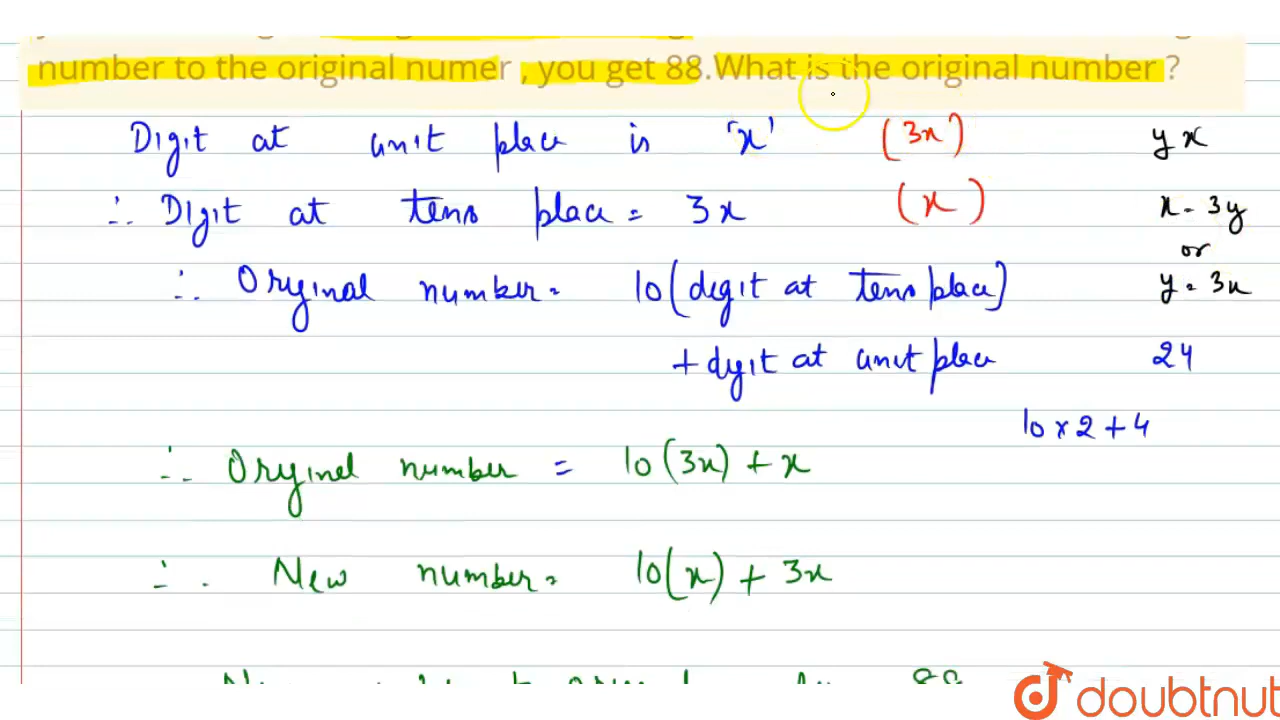 number to the original numer , you get 88.What is the original number ?
Digit at unit place is 'x' (3x) yx
∴ Digit at tens place = 3x (x) x = 3y
or
∴ Original number = 10(digit at tens place) y = 3x
+ digit at unit place 24
10 x 2 + 4
∴ Original number = 10(3x) + x
∴ New number = 10(x) + 3x
88
doubtnut